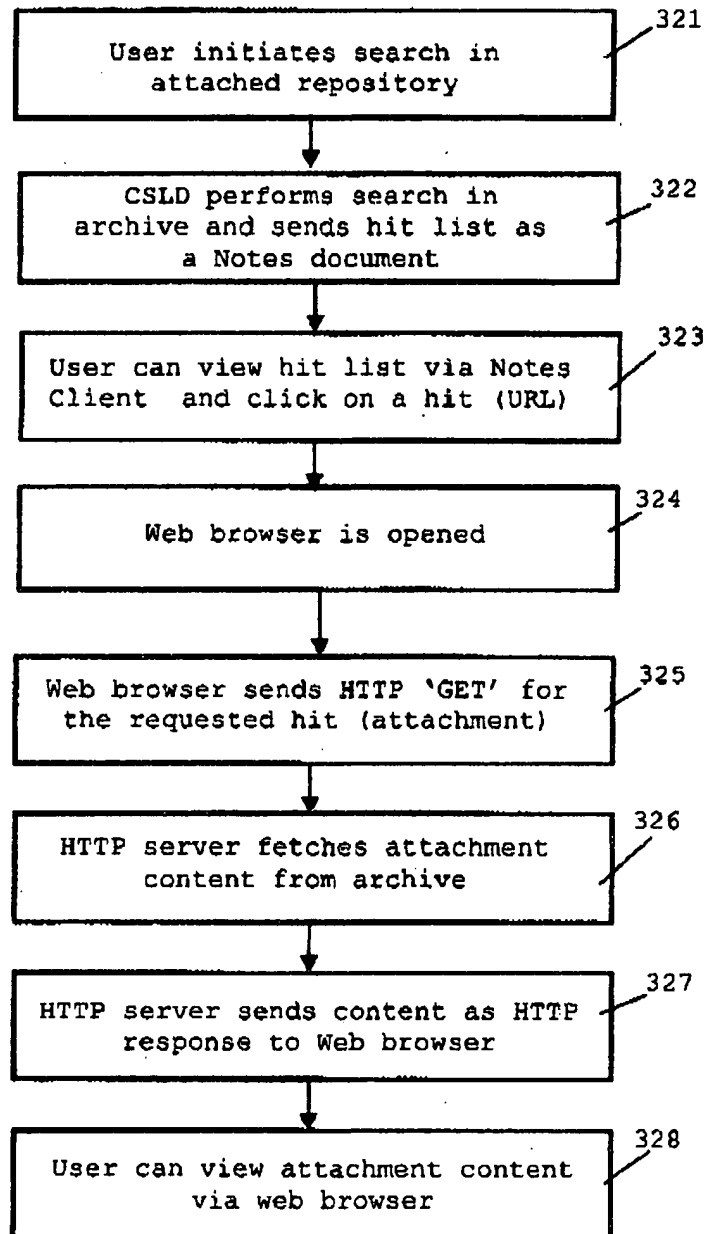 321
User initiates search in
attached repository
322
CSLD performs search in
archive and sends hit list as
a Notes document
323
User can view hit list via Notes
Client and click on a hit (URL)
324
Web browser is opened
325
Web browser sends HTTP ‘GET’ for
the requested hit (attachment)
326
HTTP server fetches attachment
content from archive
327
HTTP server sends content as HTTP
response to Web browser
328
User can view attachment content
via web browser